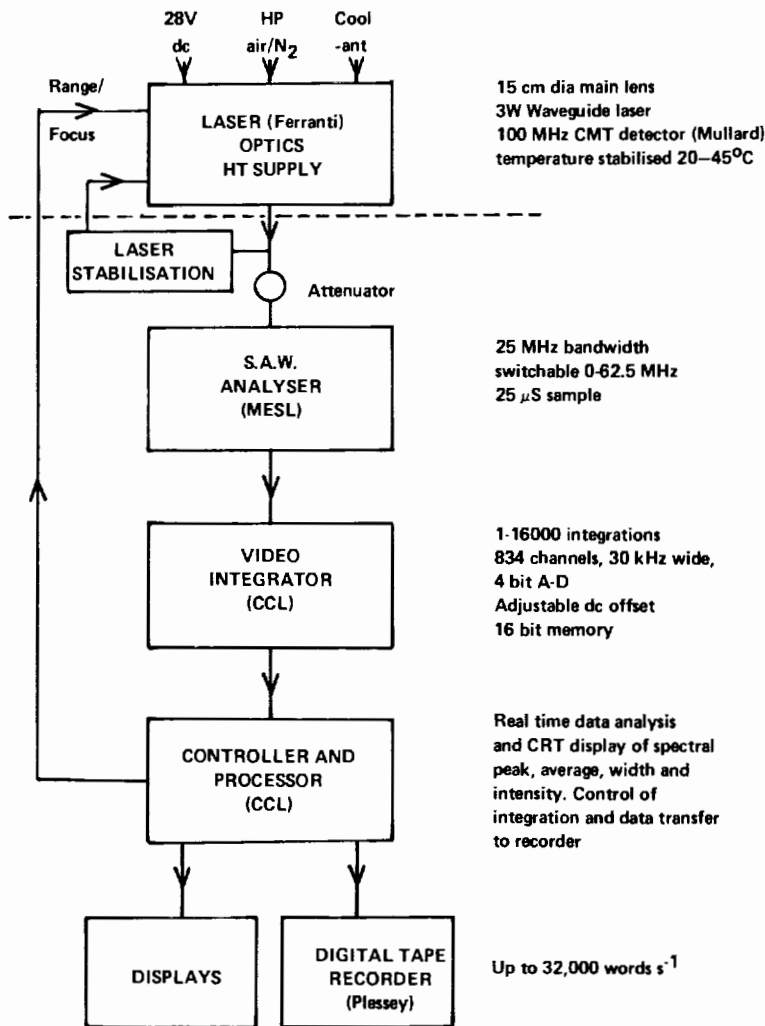 28V dc
HP air/N2
Cool -ant
Range/
Focus
LASER (Ferranti)
OPTICS
HT SUPPLY
15 cm dia main lens
3W Waveguide laser
100 MHz CMT detector (Mullard)
temperature stabilised 20–45°C
LASER
STABILISATION
Attenuator
S.A.W.
ANALYSER
(MESL)
25 MHz bandwidth
switchable 0-62.5 MHz
25 μS sample
VIDEO
INTEGRATOR
(CCL)
1-16000 integrations
834 channels, 30 kHz wide,
4 bit A-D
Adjustable dc offset
16 bit memory
CONTROLLER AND
PROCESSOR
(CCL)
Real time data analysis
and CRT display of spectral
peak, average, width and
intensity. Control of
integration and data transfer
to recorder
DISPLAYS
DIGITAL TAPE
RECORDER
(Plessey)
Up to 32,000 words s-1